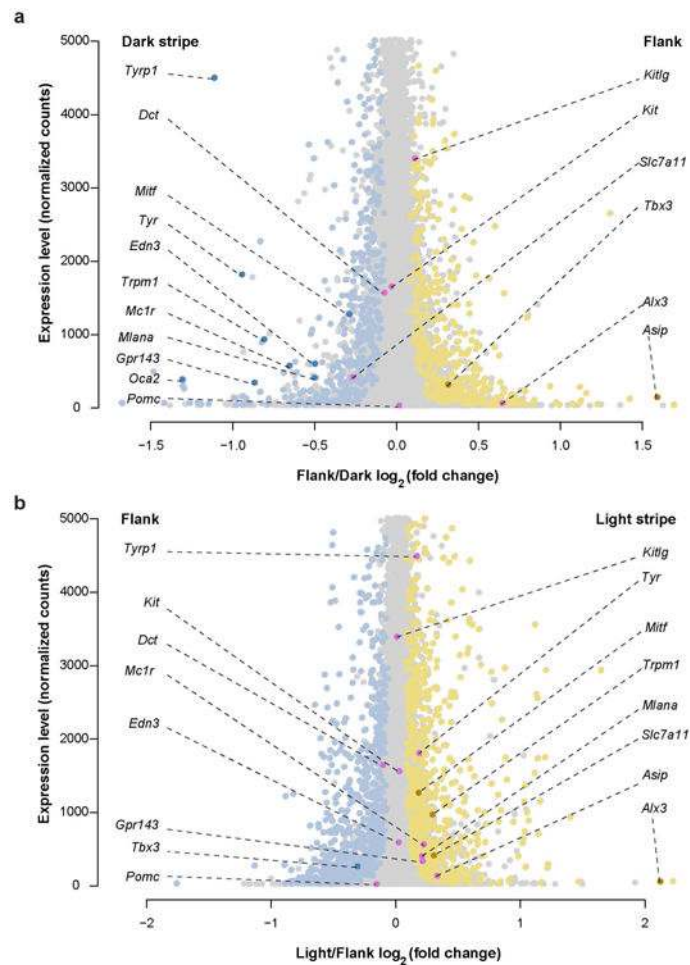 a
Dark stripe
Flank
5000
4000
3000
2000
1000
0
Expression level (normalized counts)
Tyrp1
Dct
Mitf
Tyr
Edn3
Trpm1
Mc1r
Mlana
Gpr143
Oca2
Pomc
Kitlg
Kit
Slc7a11
Tbx3
Alx3
Asip
-1.5
-1.0
-0.5
0.0
0.5
1.0
1.5
Flank/Dark log2 (fold change)
b
Flank
Light stripe
5000
4000
3000
2000
1000
0
Expression level (normalized counts)
Tyrp1
Kit
Dct
Mc1r
Edn3
Gpr143
Tbx3
Pomc
Kitlg
Tyr
Mitf
Trpm1
Mlana
Slc7a11
Asip
Alx3
−2
−1
0
1
2
Light/Flank log2 (fold change)